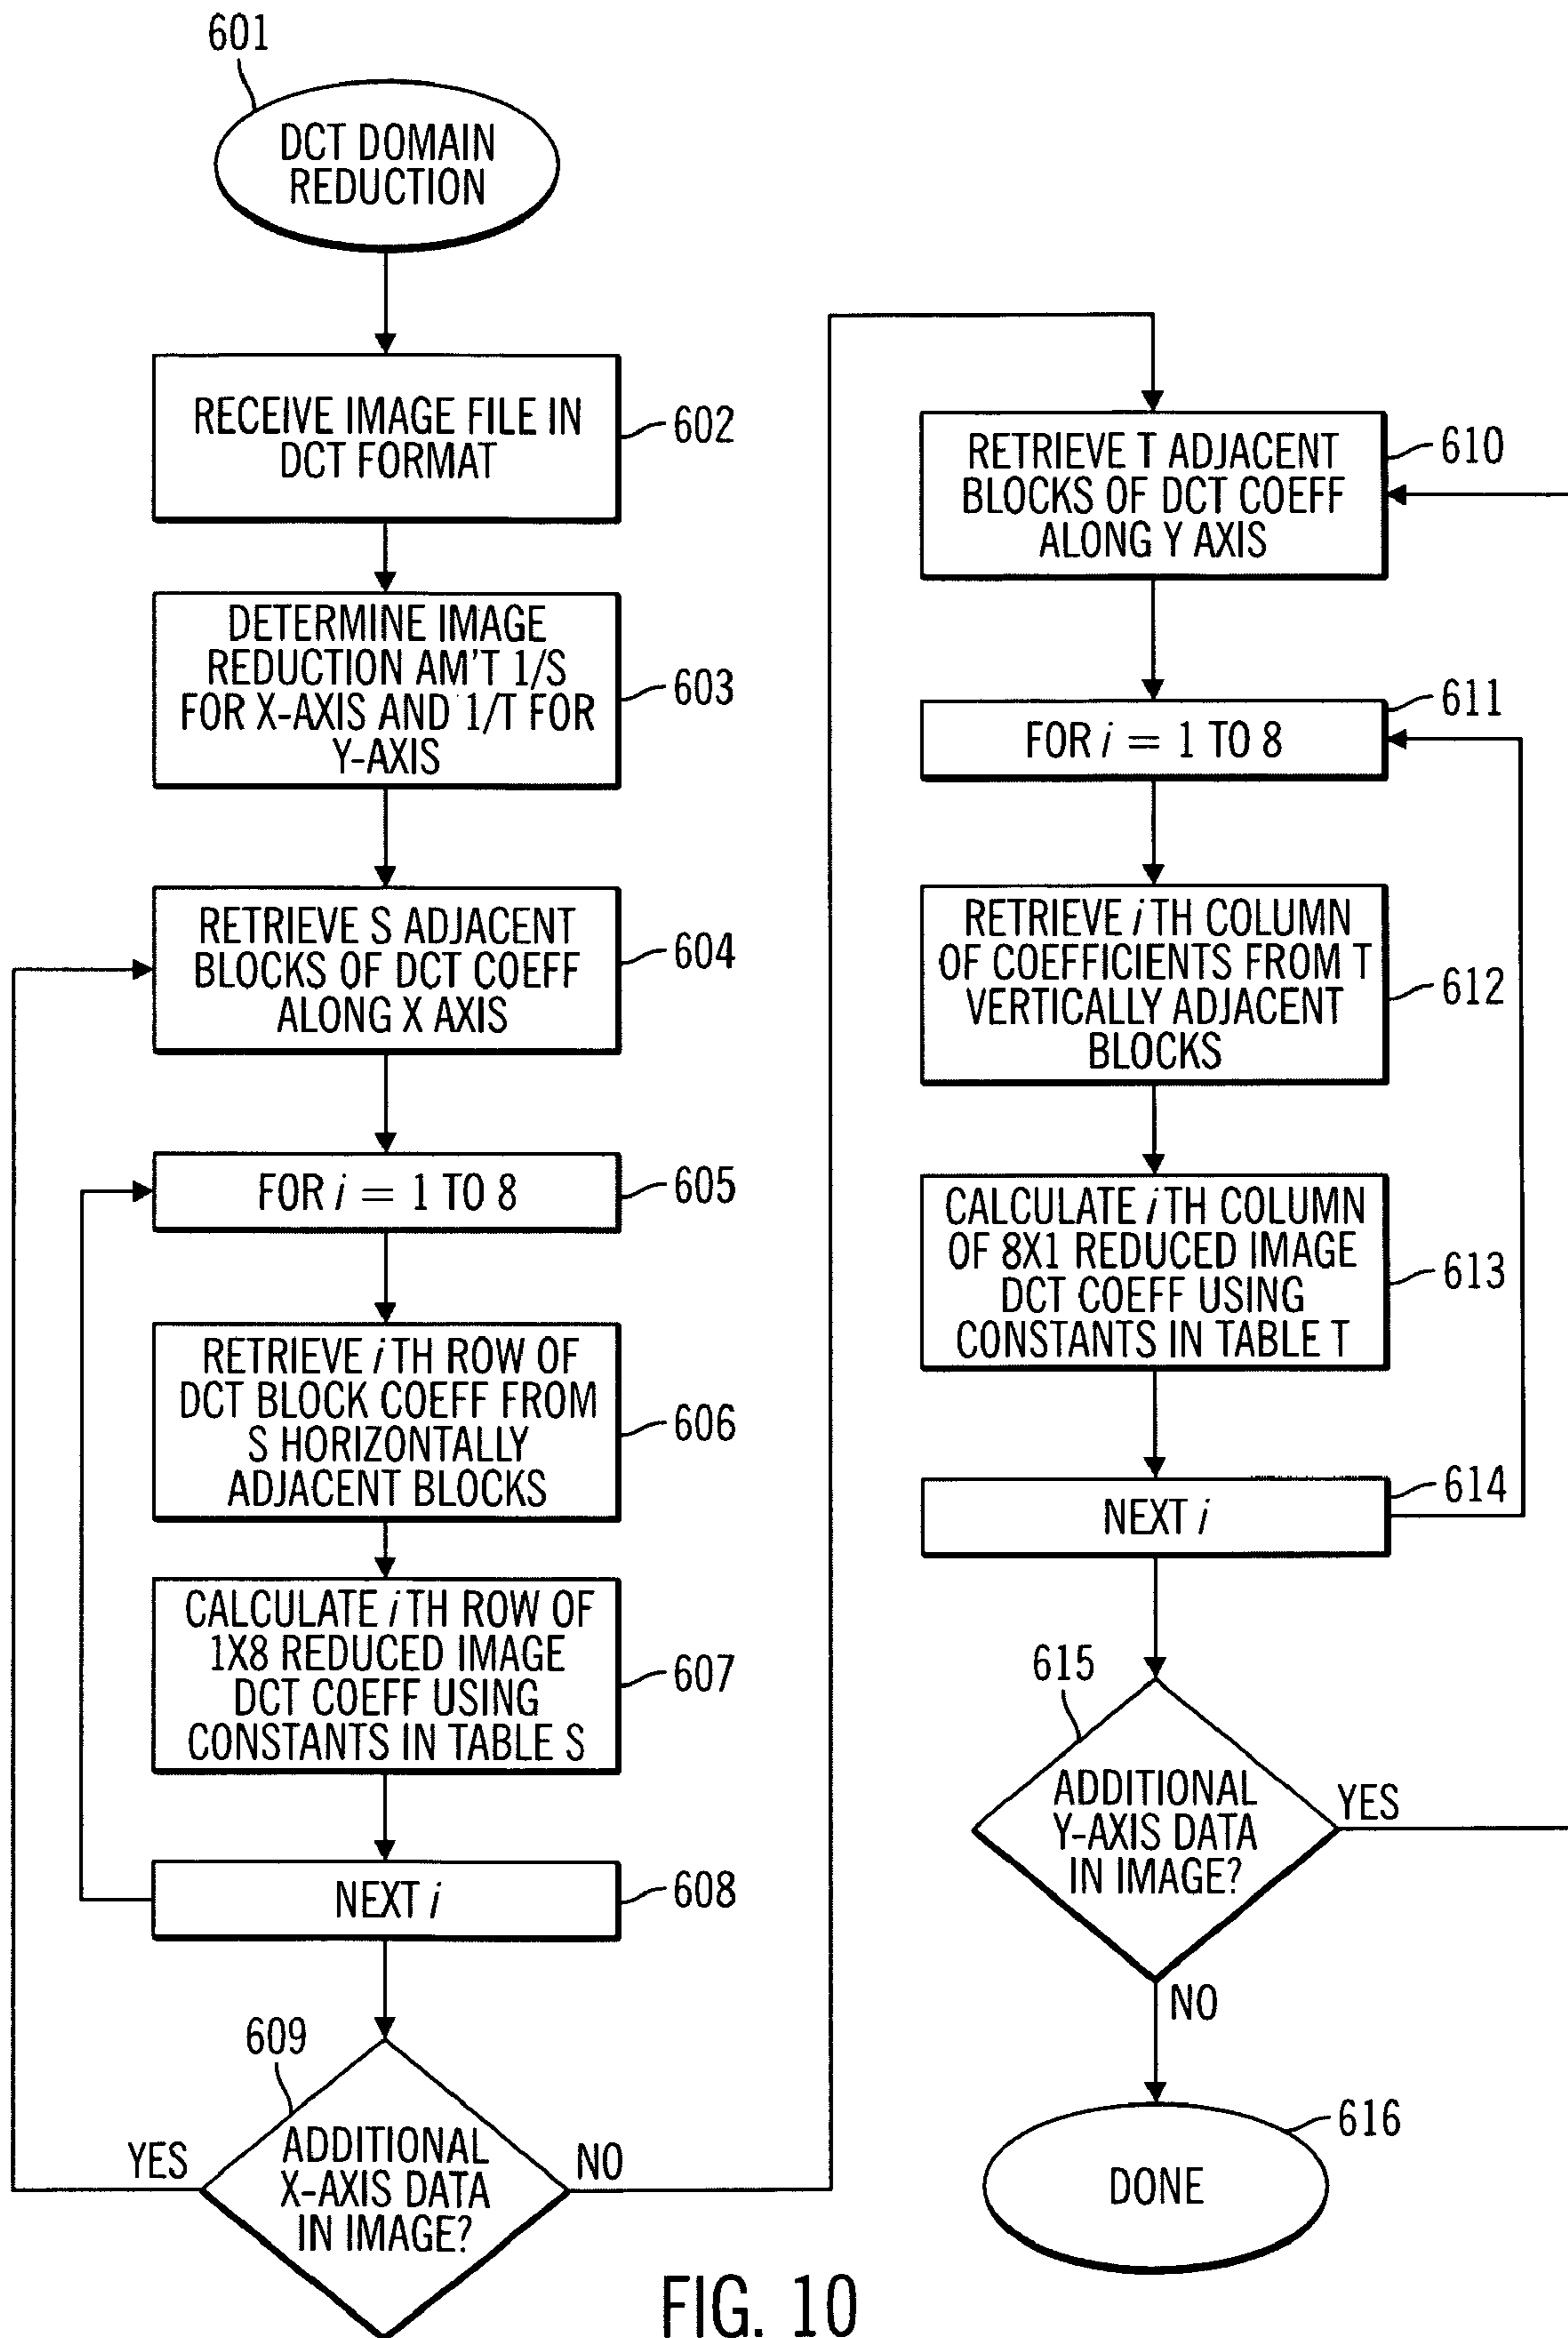 601
DCT DOMAIN
REDUCTION
RECEIVE IMAGE FILE IN
DCT FORMAT
602
DETERMINE IMAGE
REDUCTION AM'T 1/S
FOR X-AXIS AND 1/T FOR
Y-AXIS
603
RETRIEVE S ADJACENT
BLOCKS OF DCT COEFF
ALONG X AXIS
604
FOR i = 1 TO 8
605
RETRIEVE i TH ROW OF
DCT BLOCK COEFF FROM
S HORIZONTALLY
ADJACENT BLOCKS
606
CALCULATE i TH ROW OF
1X8 REDUCED IMAGE
DCT COEFF USING
CONSTANTS IN TABLE S
607
NEXT i
608
609
ADDITIONAL
X-AXIS DATA
IN IMAGE?
YES
NO
RETRIEVE T ADJACENT
BLOCKS OF DCT COEFF
ALONG Y AXIS
610
FOR i = 1 TO 8
611
RETRIEVE i TH COLUMN
OF COEFFICIENTS FROM T
VERTICALLY ADJACENT
BLOCKS
612
CALCULATE i TH COLUMN
OF 8X1 REDUCED IMAGE
DCT COEFF USING
CONSTANTS IN TABLE T
613
NEXT i
614
615
ADDITIONAL
Y-AXIS DATA
IN IMAGE?
YES
NO
DONE
616
FIG. 10